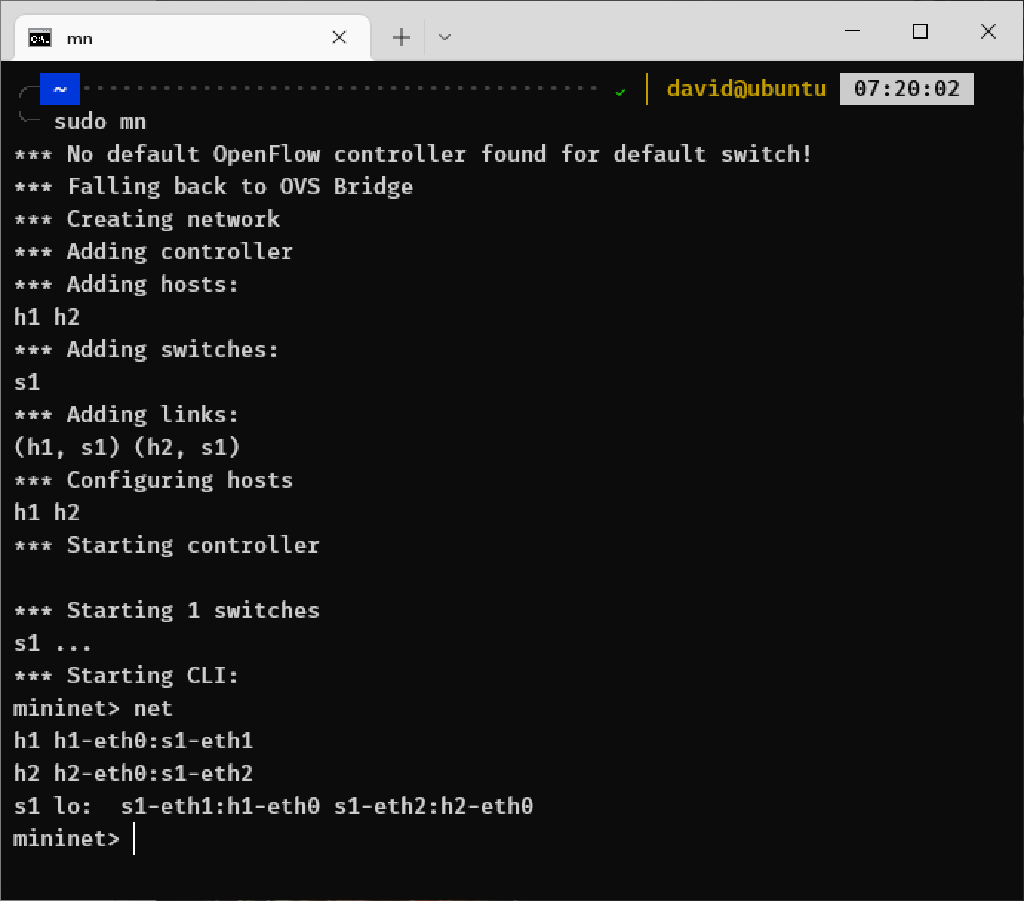 mn
~ david@ubuntu 07:20:02
sudo mn
*** No default OpenFlow controller found for default switch!
*** Falling back to OVS Bridge
*** Creating network
*** Adding controller
*** Adding hosts:
h1 h2
*** Adding switches:
s1
*** Adding links:
(h1, s1) (h2, s1)
*** Configuring hosts
h1 h2
*** Starting controller

*** Starting 1 switches
s1 ...
*** Starting CLI:
mininet> net
h1 h1-eth0:s1-eth1
h2 h2-eth0:s1-eth2
s1 lo:  s1-eth1:h1-eth0 s1-eth2:h2-eth0
mininet>